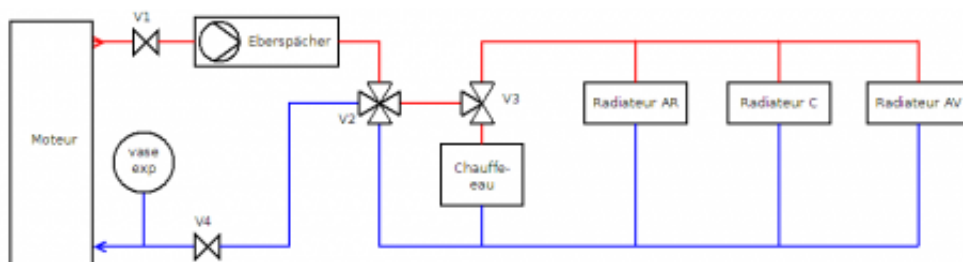 V1
Eberspächer
V2
V3
Radiateur AR
Radiateur C
Radiateur AV
Moteur
vase
exp
Chauffe-
eau
V4